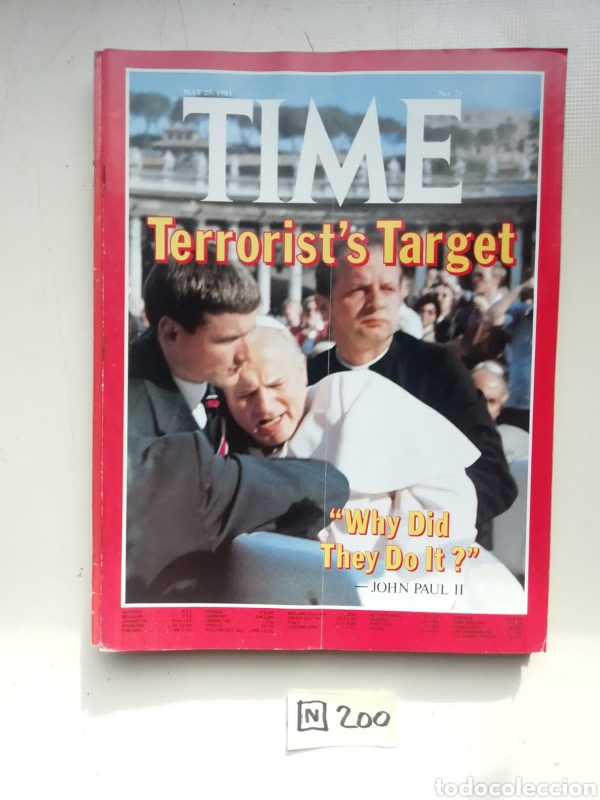 MAY 25, 1981 No. 21
TIME
Terrorist's Target
"Why Did
They Do It?"
— JOHN PAUL II
N 200
todocoleccion